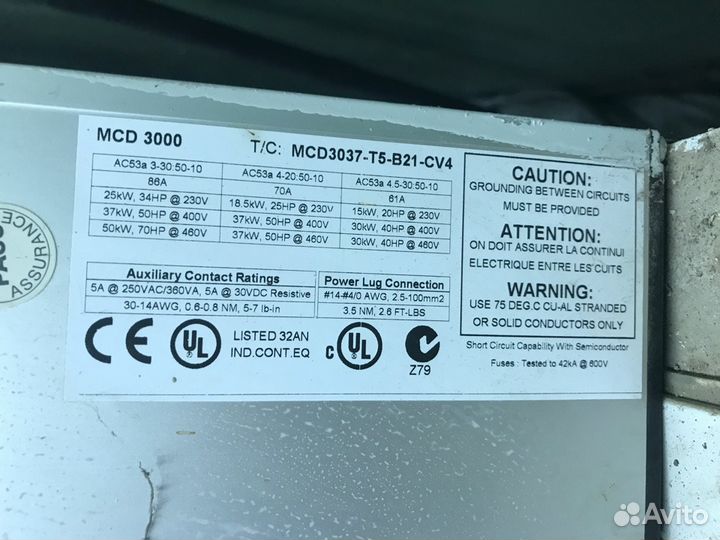 MCD 3000
T/C: MCD3037-T5-B21-CV4
AC53a 3-30:50-10
86A
25kW, 34HP @ 230V
37kW, 50HP @ 400V
50kW, 70HP @ 460V
AC53a 4-20:50-10
70A
18.5kW, 25HP @ 230V
37kW, 50HP @ 400V
37kW, 50HP @ 460V
AC53a 4.5-30:50-10
61A
15kW, 20HP @ 230V
30kW, 40HP @ 400V
30kW, 40HP @ 460V
Auxiliary Contact Ratings
5A @ 250VAC/360VA, 5A @ 30VDC Resistive
30-14AWG, 0.6-0.8 NM, 5-7 lb-in
Power Lug Connection
#14-#4/0 AWG, 2.5-100mm2
3.5 NM, 2.6 FT-LBS
CAUTION:
GROUNDING BETWEEN CIRCUITS
MUST BE PROVIDED
ATTENTION:
ON DOIT ASSURER LA CONTINUI
ELECTRIQUE ENTRE LES CUITS
WARNING:
USE 75 DEG.C CU-AL STRANDED
OR SOLID CONDUCTORS ONLY
Short Circuit Capability With Semiconductor
Fuses : Tested to 42kA @ 600V
CE
UL
LISTED 32AN
IND.CONT.EQ
C UL
Z79
ASSURANCE
Avito